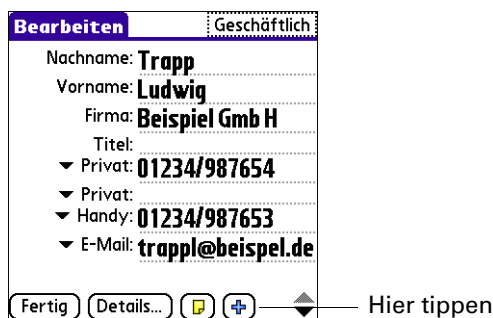 Bearbeiten Geschäftlich
Nachname: Trapp
Vorname: Ludwig
Firma: Beispiel Gmb H
Titel:
Privat: 01234/987654
Privat:
Handy: 01234/987653
E-Mail: trappl@beispel.de
Fertig Details... Hier tippen